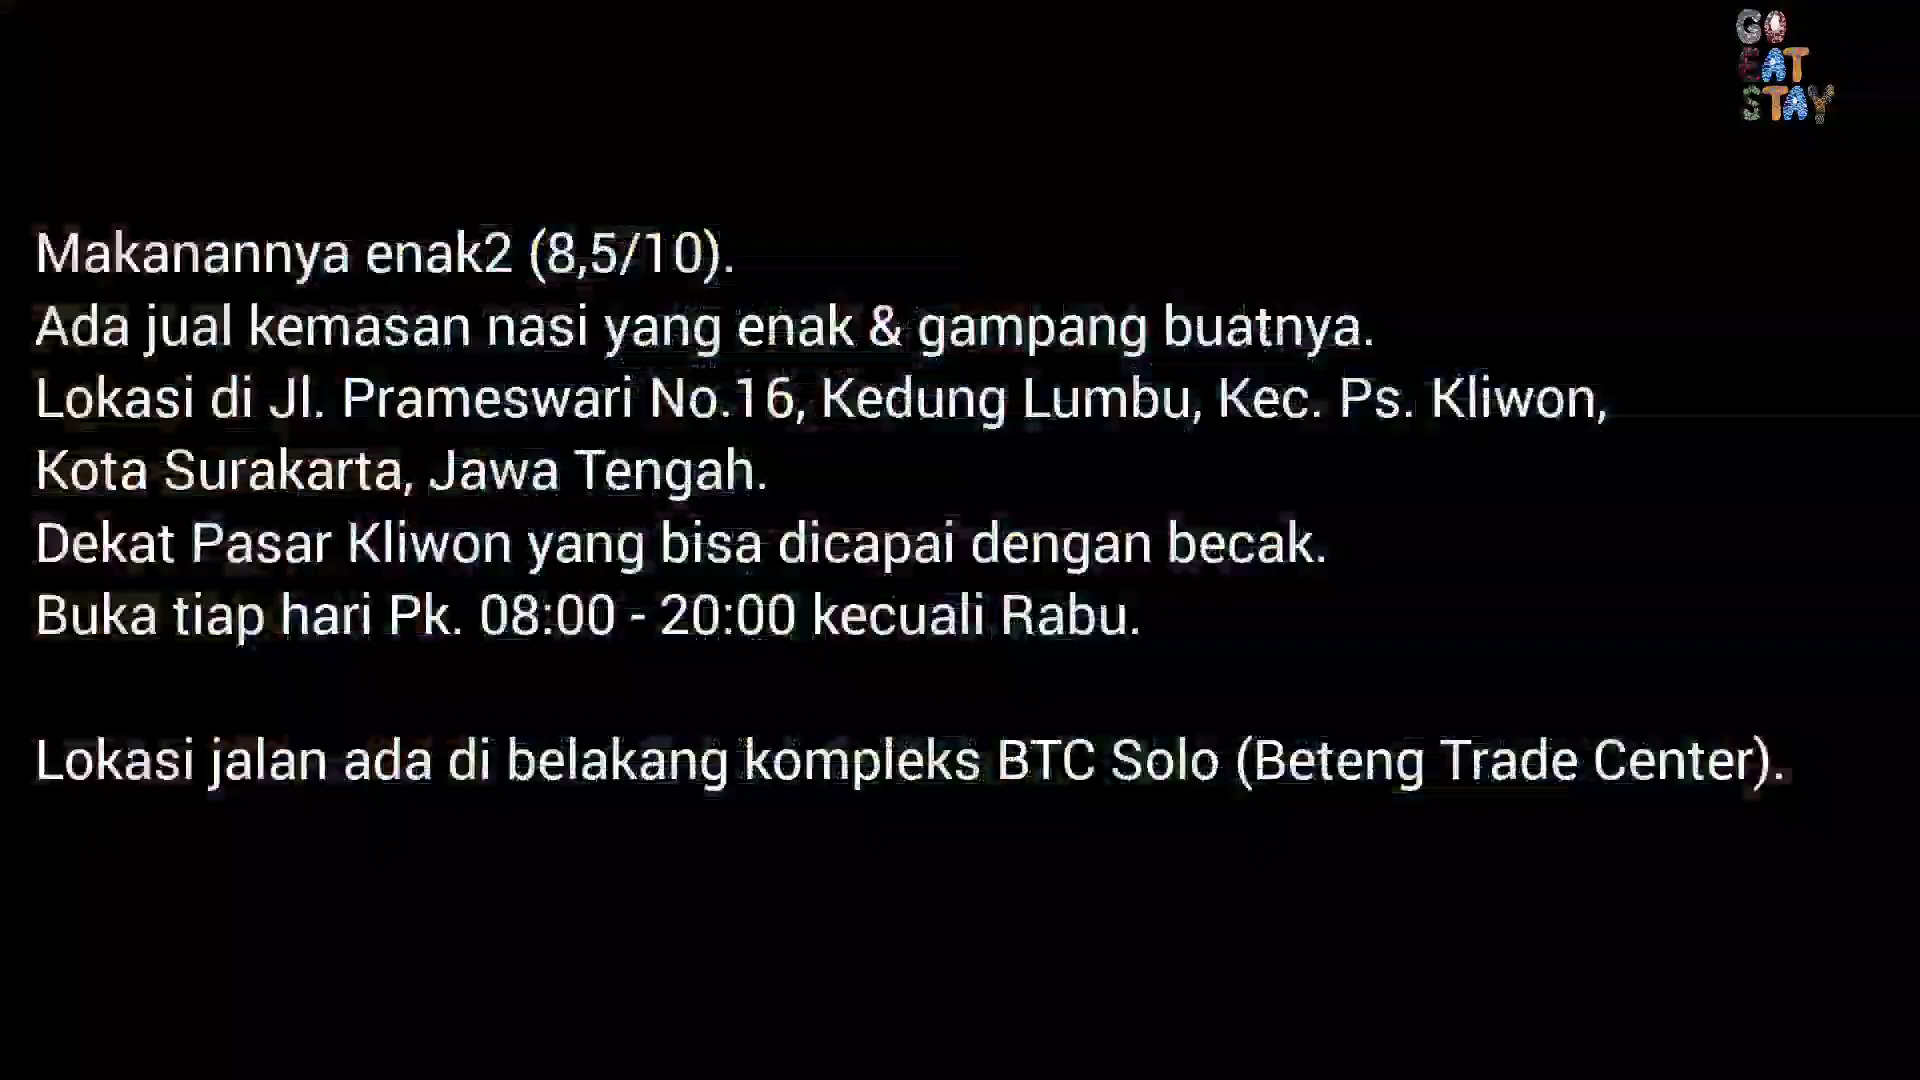 GO
EAT
STAY
Makanannya enak2 (8,5/10).
Ada jual kemasan nasi yang enak & gampang buatnya.
Lokasi di Jl. Prameswari No.16, Kedung Lumbu, Kec. Ps. Kliwon,
Kota Surakarta, Jawa Tengah.
Dekat Pasar Kliwon yang bisa dicapai dengan becak.
Buka tiap hari Pk. 08:00 - 20:00 kecuali Rabu.
Lokasi jalan ada di belakang kompleks BTC Solo (Beteng Trade Center).